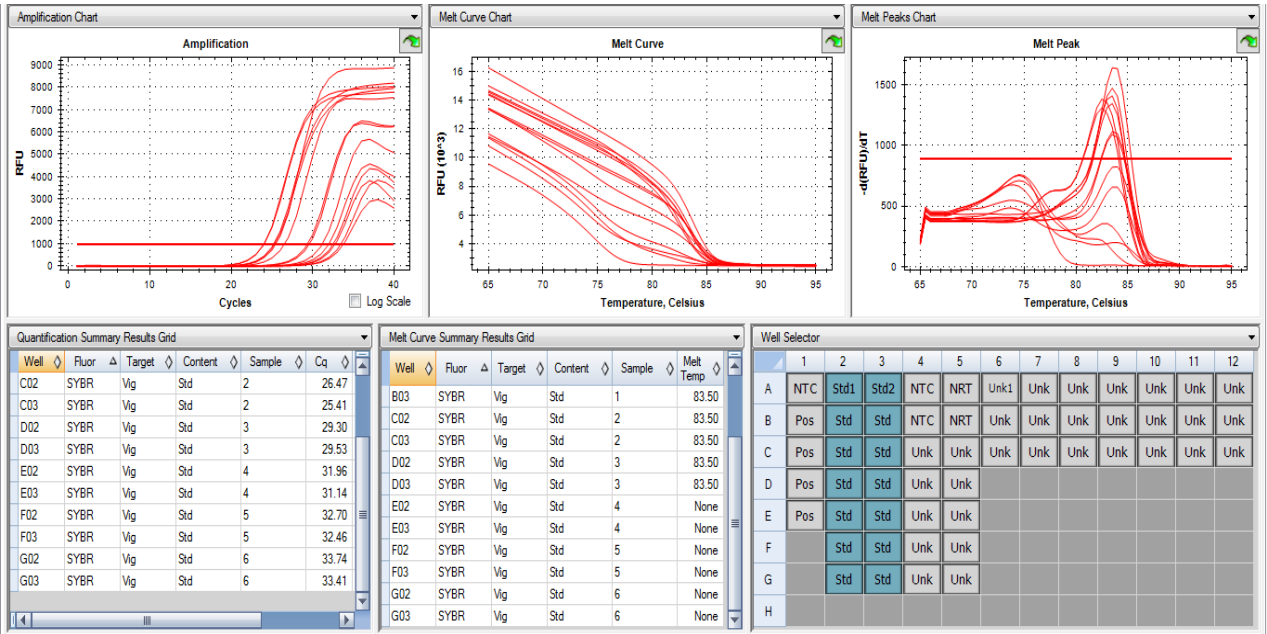 Amplification Chart
Amplification
9000
8000
7000
6000
5000
4000
3000
2000
1000
0
RFU
0 10 20 30 40
Cycles
Log Scale
Melt Curve Chart
Melt Curve
16
14
12
10
8
6
4
RFU (10^3)
65 70 75 80 85 90 95
Temperature, Celsius
Melt Peaks Chart
Melt Peak
1500
1000
500
0
-d(RFU)/dT
65 70 75 80 85 90 95
Temperature, Celsius
Quantification Summary Results Grid
Well Fluor Target Content Sample Cq
C02 SYBR Vig Std 2 26.47
C03 SYBR Vig Std 2 25.41
D02 SYBR Vig Std 3 29.30
D03 SYBR Vig Std 3 29.53
E02 SYBR Vig Std 4 31.96
E03 SYBR Vig Std 4 31.14
F02 SYBR Vig Std 5 32.70
F03 SYBR Vig Std 5 32.46
G02 SYBR Vig Std 6 33.74
G03 SYBR Vig Std 6 33.41
Melt Curve Summary Results Grid
Well Fluor Target Content Sample Melt Temp
B03 SYBR Vig Std 1 83.50
C02 SYBR Vig Std 2 83.50
C03 SYBR Vig Std 2 83.50
D02 SYBR Vig Std 3 83.50
D03 SYBR Vig Std 3 83.50
E02 SYBR Vig Std 4 None
E03 SYBR Vig Std 4 None
F02 SYBR Vig Std 5 None
F03 SYBR Vig Std 5 None
G02 SYBR Vig Std 6 None
G03 SYBR Vig Std 6 None
Well Selector
1 2 3 4 5 6 7 8 9 10 11 12
A NTC Std1 Std2 NTC NRT Unk1 Unk Unk Unk Unk Unk Unk
B Pos Std Std NTC NRT Unk Unk Unk Unk Unk Unk Unk
C Pos Std Std Unk Unk Unk Unk Unk Unk Unk Unk Unk
D Pos Std Std Unk Unk
E Pos Std Std Unk Unk
F Std Std Unk Unk
G Std Std Unk Unk
H